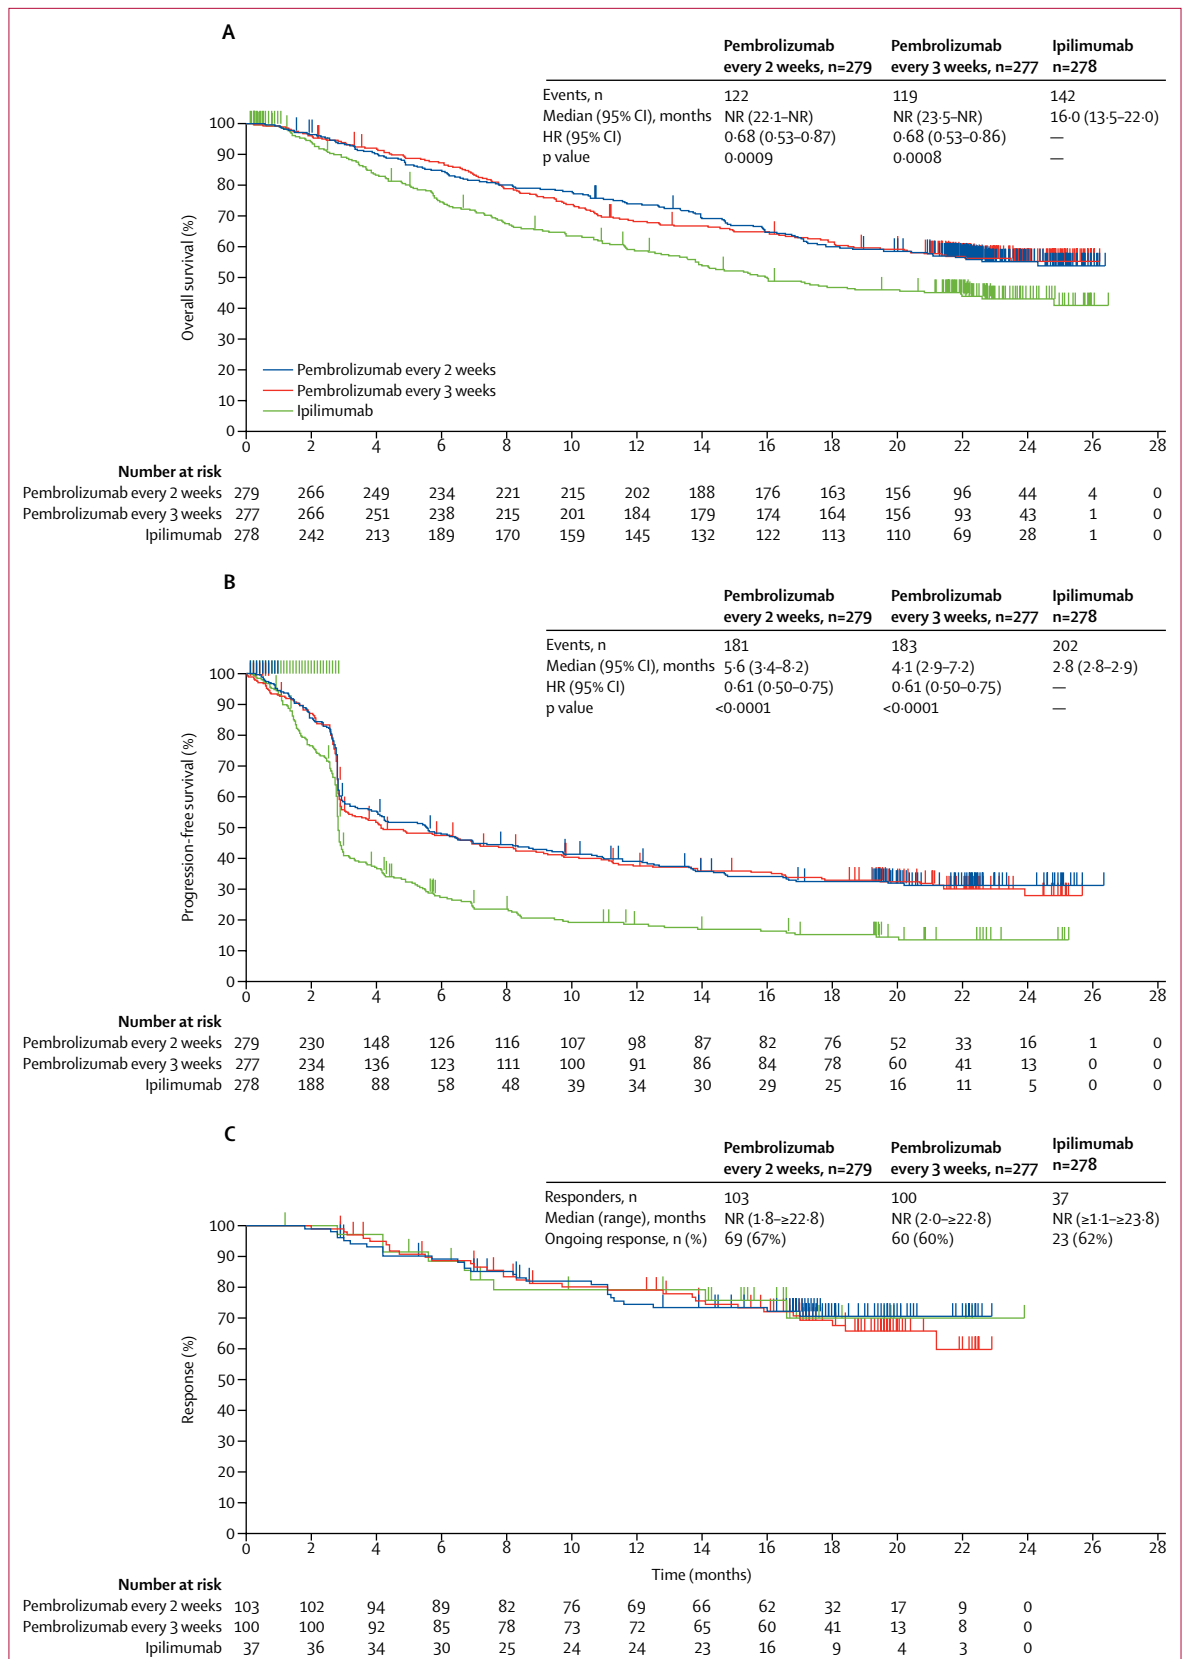 A
Pembrolizumab every 2 weeks, n=279 Pembrolizumab every 3 weeks, n=277 Ipilimumab n=278
Events, n 122 119 142
Median (95% CI), months NR (22·1–NR) NR (23·5–NR) 16·0 (13·5–22·0)
HR (95% CI) 0·68 (0·53–0·87) 0·68 (0·53–0·86) —
p value 0·0009 0·0008 —
Overall survival (%)
100
90
80
70
60
50
40
30
20
10
0
Pembrolizumab every 2 weeks
Pembrolizumab every 3 weeks
Ipilimumab
0 2 4 6 8 10 12 14 16 18 20 22 24 26 28
Number at risk
Pembrolizumab every 2 weeks 279 266 249 234 221 215 202 188 176 163 156 96 44 4 0
Pembrolizumab every 3 weeks 277 266 251 238 215 201 184 179 174 164 156 93 43 1 0
Ipilimumab 278 242 213 189 170 159 145 132 122 113 110 69 28 1 0
B
Pembrolizumab every 2 weeks, n=279 Pembrolizumab every 3 weeks, n=277 Ipilimumab n=278
Events, n 181 183 202
Median (95% CI), months 5·6 (3·4–8·2) 4·1 (2·9–7·2) 2·8 (2·8–2·9)
HR (95% CI) 0·61 (0·50–0·75) 0·61 (0·50–0·75) —
p value <0·0001 <0·0001 —
Progression-free survival (%)
100
90
80
70
60
50
40
30
20
10
0
0 2 4 6 8 10 12 14 16 18 20 22 24 26 28
Number at risk
Pembrolizumab every 2 weeks 279 230 148 126 116 107 98 87 82 76 52 33 16 1 0
Pembrolizumab every 3 weeks 277 234 136 123 111 100 91 86 84 78 60 41 13 0 0
Ipilimumab 278 188 88 58 48 39 34 30 29 25 16 11 5 0 0
C
Pembrolizumab every 2 weeks, n=279 Pembrolizumab every 3 weeks, n=277 Ipilimumab n=278
Responders, n 103 100 37
Median (range), months NR (1·8–≥22·8) NR (2·0–≥22·8) NR (≥1·1–≥23·8)
Ongoing response, n (%) 69 (67%) 60 (60%) 23 (62%)
Response (%)
100
90
80
70
60
50
40
30
20
10
0
0 2 4 6 8 10 12 14 16 18 20 22 24 26 28
Time (months)
Number at risk
Pembrolizumab every 2 weeks 103 102 94 89 82 76 69 66 62 32 17 9 0
Pembrolizumab every 3 weeks 100 100 92 85 78 73 72 65 60 41 13 8 0
Ipilimumab 37 36 34 30 25 24 24 23 16 9 4 3 0